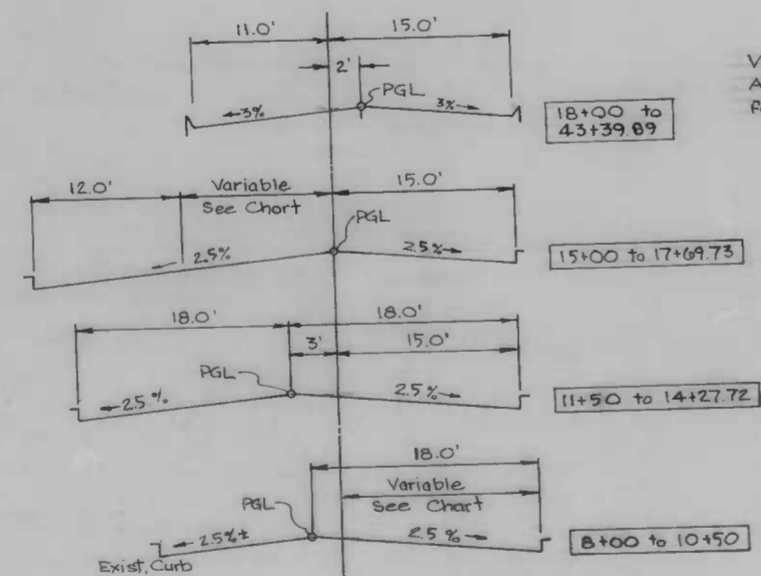 11.0'
15.0'
2'
PGL
3%
3%
18+00 to
43+39.89
12.0'
Variable
See Chart
15.0'
PGL
2.5%
2.5%
15+00 to 17+69.73
18.0'
18.0'
3'
15.0'
PGL
2.5%
2.5%
11+50 to 14+27.72
18.0'
Variable
See Chart
PGL
2.5%±
2.5%
8+00 to 10+50
Exist. Curb